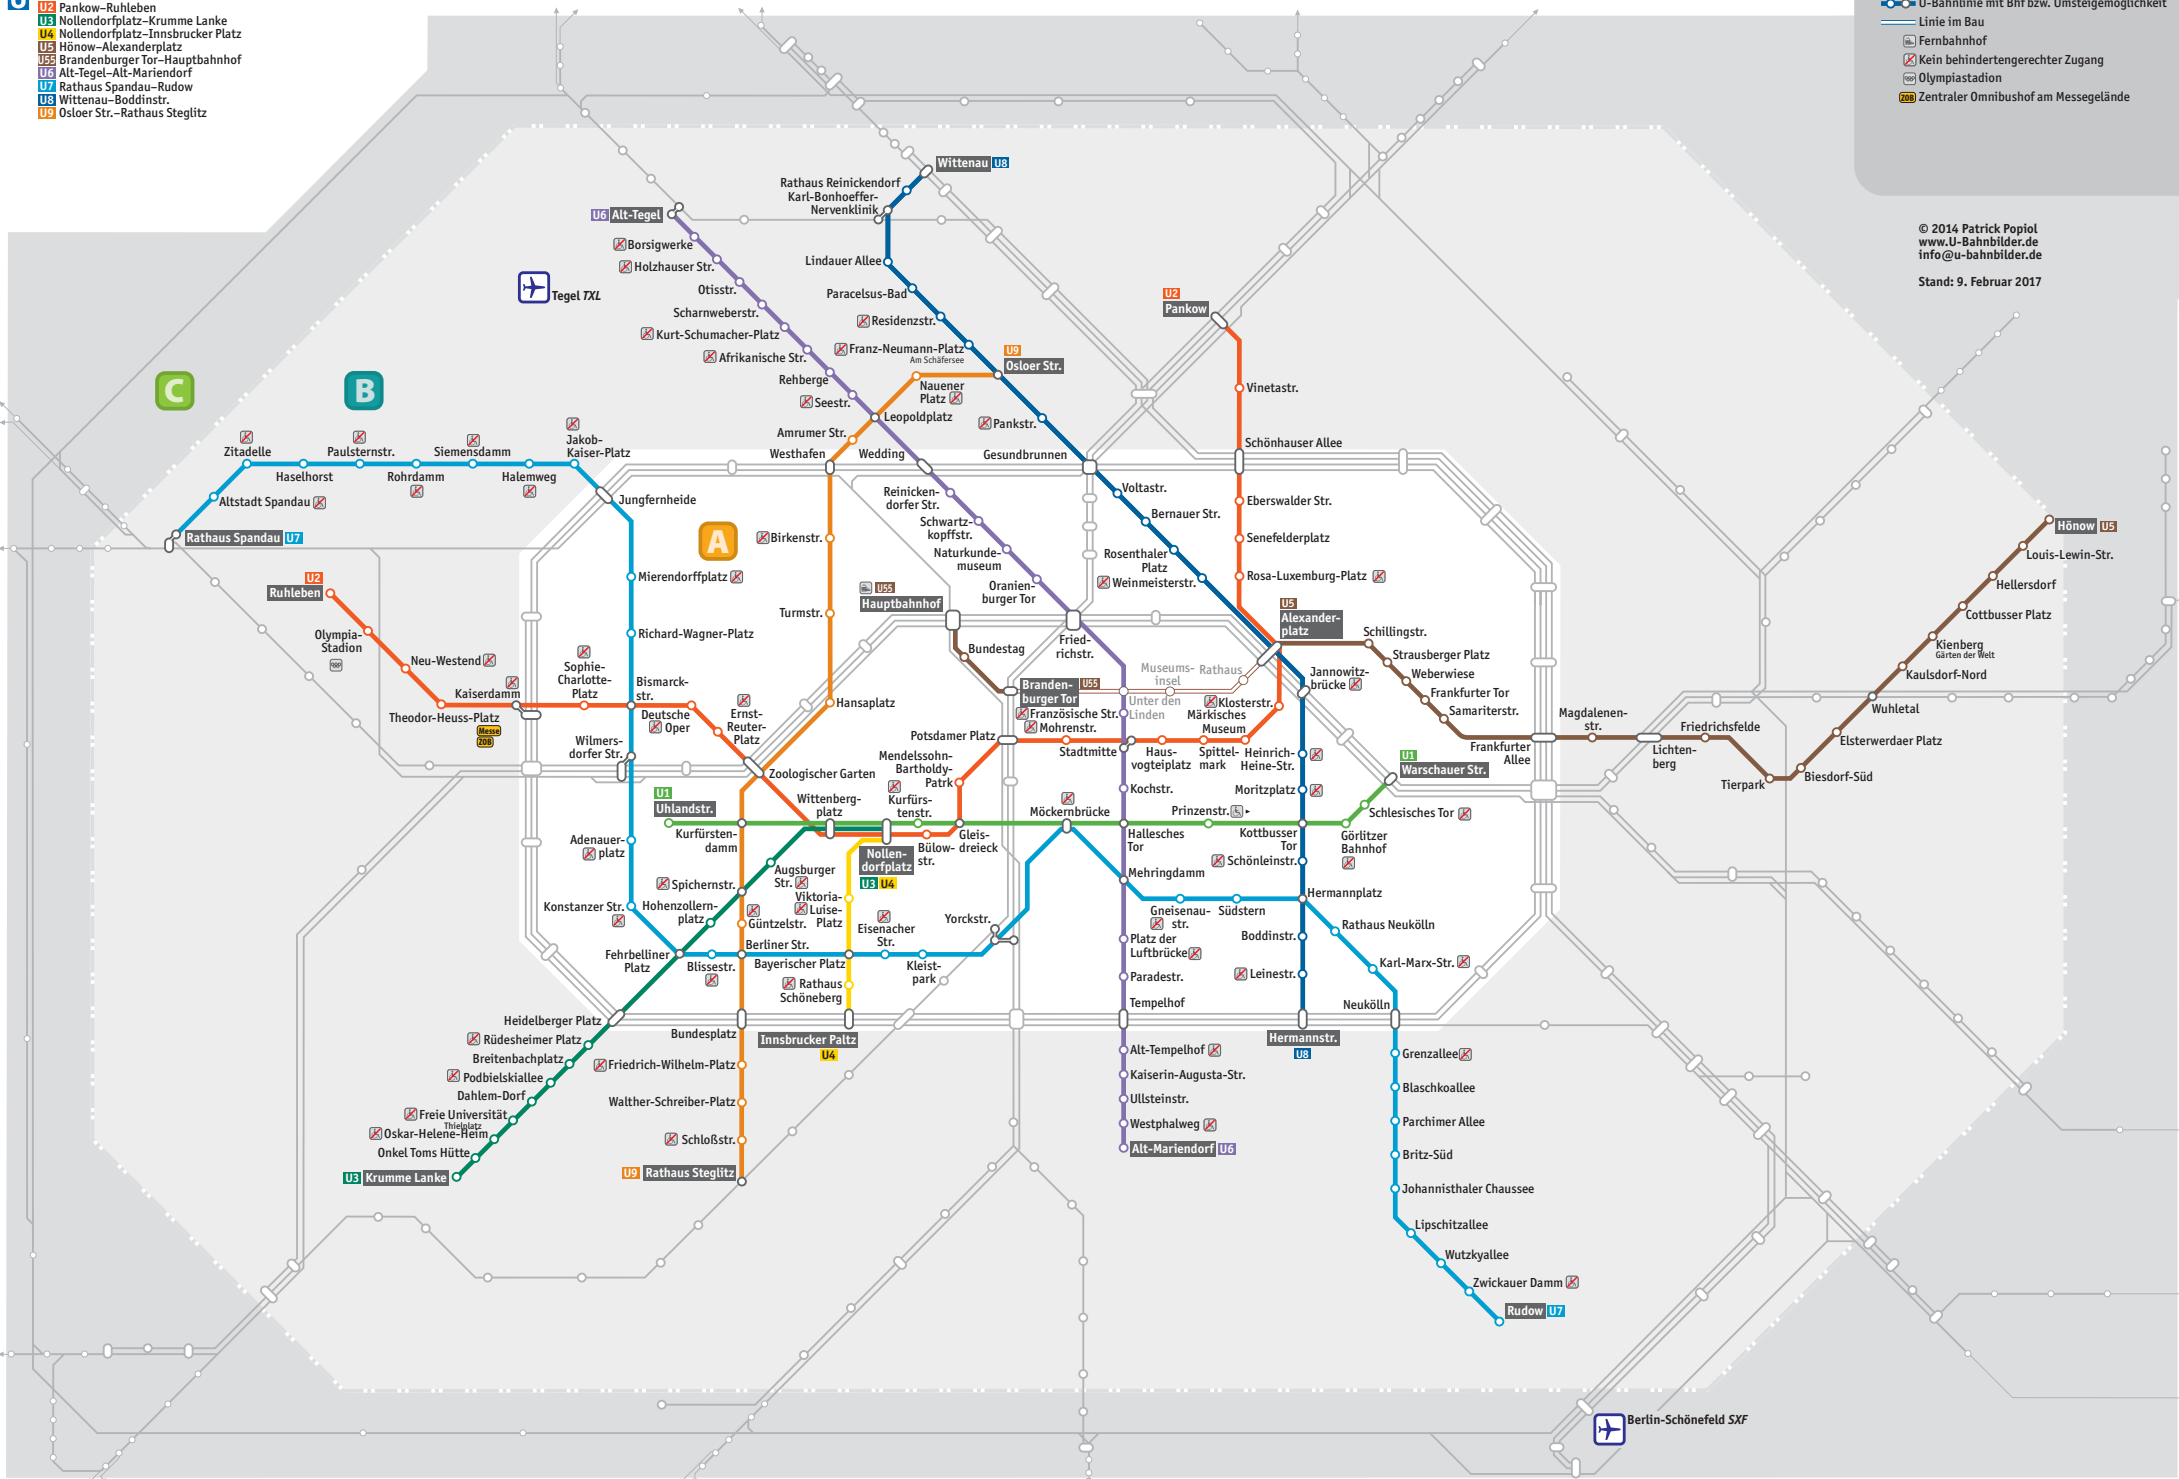 U
U2 Pankow–Ruhleben
U3 Nollendorfplatz–Krumme Lanke
U4 Nollendorfplatz–Innsbrucker Platz
U5 Hönow–Alexanderplatz
U55 Brandenburger Tor–Hauptbahnhof
U6 Alt-Tegel–Alt-Mariendorf
U7 Rathaus Spandau–Rudow
U8 Wittenau–Boddinstr.
U9 Osloer Str.–Rathaus Steglitz
U-Bahnlinie mit Bhf bzw. Umsteigemöglichkeit
Linie im Bau
Fernbahnhof
Kein behindertengerechter Zugang
Olympiastadion
ZOB Zentraler Omnibushof am Messegelände
© 2014 Patrick Popiol
www.U-Bahnbilder.de
info@u-bahnbilder.de
Stand: 9. Februar 2017
Wittenau U8
Rathaus Reinickendorf
Karl-Bonhoeffer-
Nervenklinik
Lindauer Allee
Paracelsus-Bad
Residenzstr.
Franz-Neumann-Platz
Am Schäfersee
U9
Osloer Str.
Pankstr.
Gesundbrunnen
Voltastr.
Bernauer Str.
Rosenthaler
Platz
Weinmeisterstr.
U6 Alt-Tegel
Borsigwerke
Holzhauser Str.
Otisstr.
Scharnweberstr.
Kurt-Schumacher-Platz
Afrikanische Str.
Rehberge
Seestr.
Leopoldplatz
Nauener
Platz
Amrumer Str.
Westhafen
Wedding
Reinicken-
dorfer Str.
Schwartz-
kopffstr.
Naturkunde-
museum
Oranien-
burger Tor
Fried-
richstr.
Tegel TXL
C
B
A
U2
Pankow
Vinetastr.
Schönhauser Allee
Eberswalder Str.
Senefelderplatz
Rosa-Luxemburg-Platz
U5
Alexander-
platz
Zitadelle
Haselhorst
Paulsternstr.
Rohrdamm
Siemensdamm
Halemweg
Jakob-
Kaiser-Platz
Altstadt Spandau
Rathaus Spandau U7
Jungfernheide
Mierendorffplatz
Richard-Wagner-Platz
Birkenstr.
Turmstr.
Hansaplatz
U2
Ruhleben
Olympia-
Stadion
Neu-Westend
Theodor-Heuss-Platz
Messe
ZOB
Kaiserdamm
Sophie-
Charlotte-
Platz
Bismarck-
str.
Deutsche
Oper
Ernst-
Reuter-
Platz
Wilmers-
dorfer Str.
Zoologischer Garten
U55
Hauptbahnhof
Bundestag
Branden-
burger Tor
U55
Museums-
insel
Rathaus
Unter den
Linden
Französische Str.
Mohrenstr.
Potsdamer Platz
Mendelssohn-
Bartholdy-
Patrk
Stadtmitte
Haus-
vogteiplatz
Spittel-
mark
Märkisches
Museum
Klosterstr.
Jannowitz-
brücke
Heinrich-
Heine-Str.
Moritzplatz
Schillingstr.
Strausberger Platz
Weberwiese
Frankfurter Tor
Samariterstr.
Frankfurter
Allee
Magdalenen-
str.
Lichten-
berg
Friedrichsfelde
Tierpark
Biesdorf-Süd
Elsterwerdaer Platz
Wuhletal
Kaulsdorf-Nord
Kienberg
Gärten der Welt
Cottbusser Platz
Hellersdorf
Louis-Lewin-Str.
Hönow U5
U1
Uhlandstr.
Kurfürsten-
damm
Wittenberg-
platz
Kurfürs-
tenstr.
Nollen-
dorfplatz
U3 U4
Bülow-
str.
Gleis-
dreieck
Möckernbrücke
Kochstr.
Hallesches
Tor
Prinzenstr.
Kottbusser
Tor
Görlitzer
Bahnhof
Schlesisches Tor
U1
Warschauer Str.
Adenauer-
platz
Konstanzer Str.
Spichernstr.
Augsburger
Str.
Hohenzollern-
platz
Güntzelstr.
Viktoria-
Luise-
Platz
Eisenacher
Str.
Fehrbelliner
Platz
Blissestr.
Berliner Str.
Bayerischer Platz
Kleist-
park
Yorckstr.
Rathaus
Schöneberg
Mehringdamm
Gneisenau-
str.
Südstern
Schönleinstr.
Hermannplatz
Boddinstr.
Leinestr.
Rathaus Neukölln
Karl-Marx-Str.
Neukölln
Platz der
Luftbrücke
Paradestr.
Tempelhof
Heidelberger Platz
Rüdesheimer Platz
Breitenbachplatz
Podbielskiallee
Dahlem-Dorf
Freie Universität
Thielplatz
Oskar-Helene-Heim
Onkel Toms Hütte
U3 Krumme Lanke
Bundesplatz
Friedrich-Wilhelm-Platz
Walther-Schreiber-Platz
Schloßstr.
U9 Rathaus Steglitz
Innsbrucker Paltz
U4
Alt-Tempelhof
Kaiserin-Augusta-Str.
Ullsteinstr.
Westphalweg
Alt-Mariendorf U6
Hermannstr.
U8
Grenzallee
Blaschkoallee
Parchimer Allee
Britz-Süd
Johannisthaler Chaussee
Lipschitzallee
Wutzkyallee
Zwickauer Damm
Rudow U7
Berlin-Schönefeld SXF